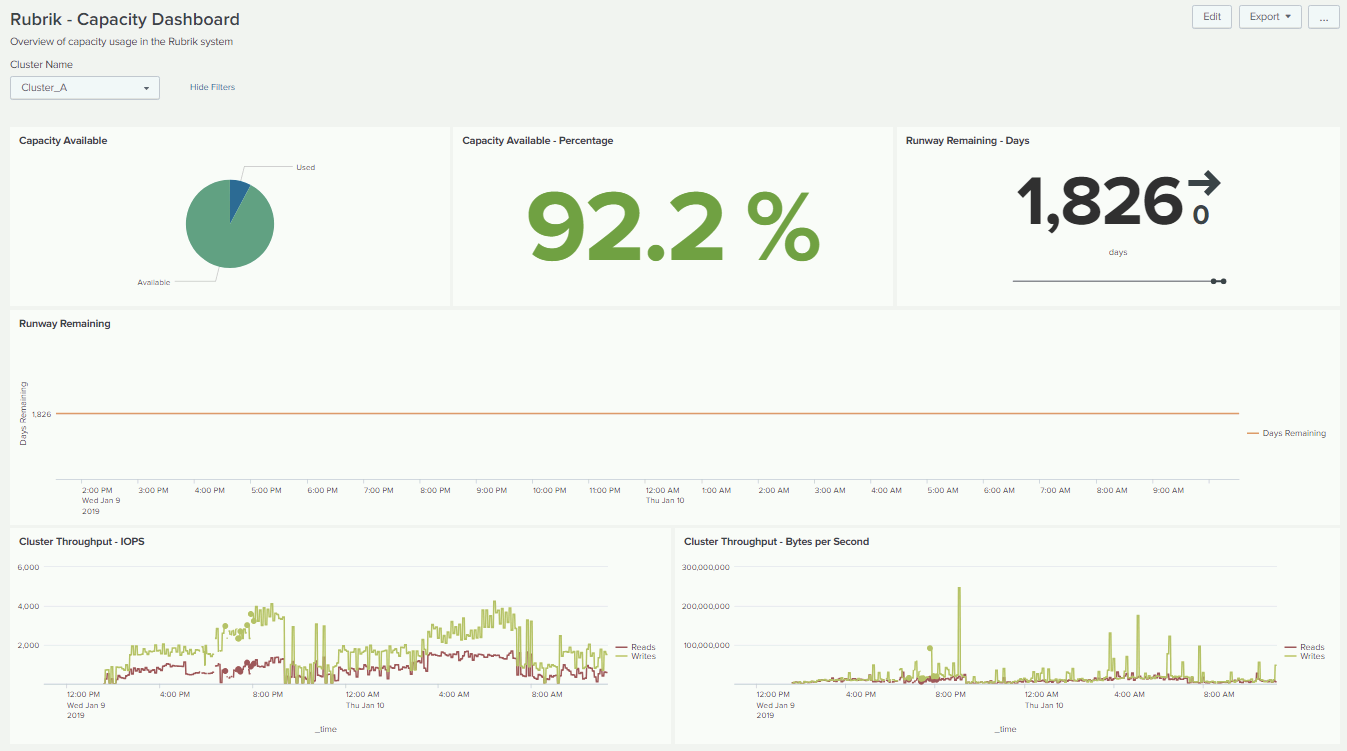 Rubrik - Capacity Dashboard
Edit
Export
...
Overview of capacity usage in the Rubrik system
Cluster Name
Cluster_A
Hide Filters
Capacity Available
Used
Available
Capacity Available - Percentage
92.2 %
Runway Remaining - Days
1,826
0
days
Runway Remaining
Days Remaining
1,826
Days Remaining
2:00 PM 3:00 PM 4:00 PM 5:00 PM 6:00 PM 7:00 PM 8:00 PM 9:00 PM 10:00 PM 11:00 PM 12:00 AM 1:00 AM 2:00 AM 3:00 AM 4:00 AM 5:00 AM 6:00 AM 7:00 AM 8:00 AM 9:00 AM
Wed Jan 9 Thu Jan 10
2019
Cluster Throughput - IOPS
6,000
4,000
2,000
Reads
Writes
12:00 PM 4:00 PM 8:00 PM 12:00 AM 4:00 AM 8:00 AM
Wed Jan 9 Thu Jan 10
2019
_time
Cluster Throughput - Bytes per Second
300,000,000
200,000,000
100,000,000
Reads
Writes
12:00 PM 4:00 PM 8:00 PM 12:00 AM 4:00 AM 8:00 AM
Wed Jan 9 Thu Jan 10
2019
_time